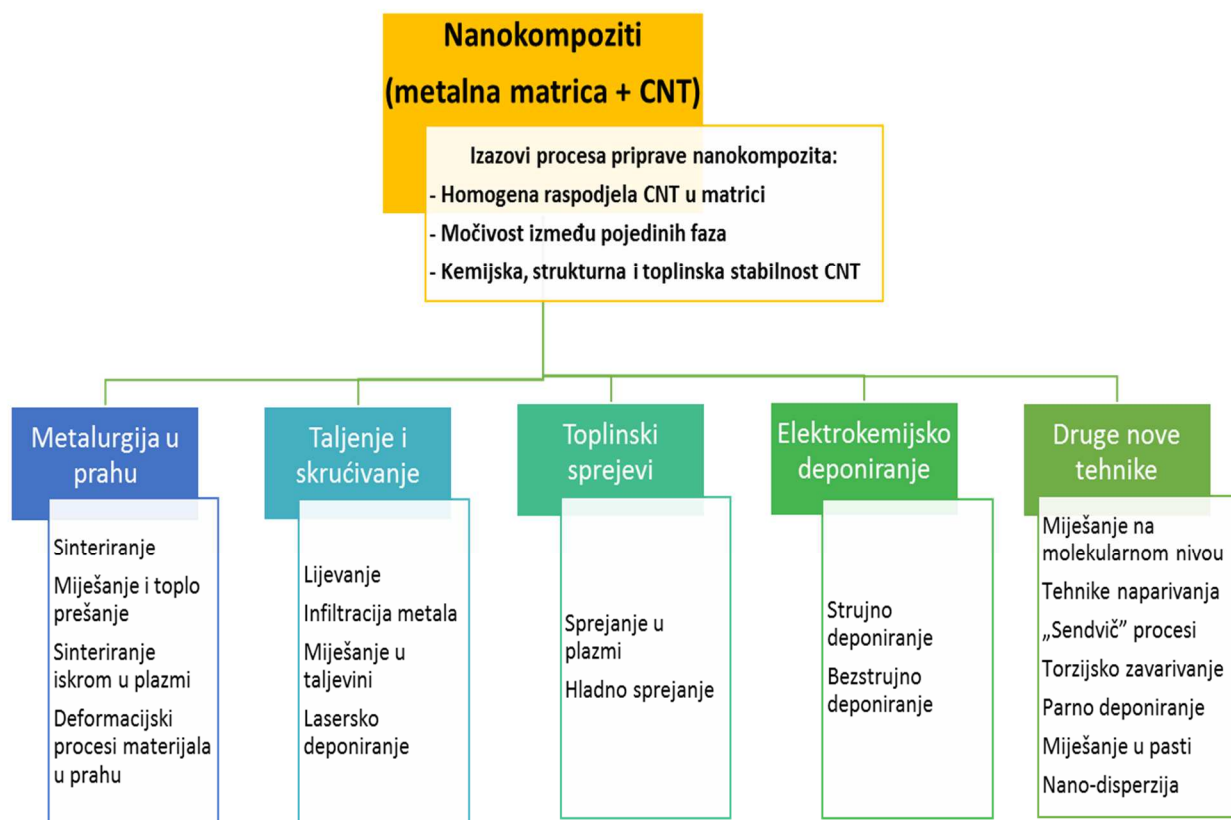 Nanokompoziti
(metalna matrica + CNT)
Izazovi procesa priprave nanokompozita:
- Homogena raspodjela CNT u matrici
- Močivost između pojedinih faza
- Kemijska, strukturna i toplinska stabilnost CNT
Metalurgija u
prahu
Sinteriranje
Miješanje i toplo
prešanje
Sinteriranje
iskrom u plazmi
Deformacijski
procesi materijala
u prahu
Taljenje i
skrućivanje
Lijevanje
Infiltracija metala
Miješanje u
taljevini
Lasersko
deponiranje
Toplinski
sprejevi
Sprejanje u
plazmi
Hladno sprejanje
Elektrokemijsko
deponiranje
Strujno
deponiranje
Bezstrujno
deponiranje
Druge nove
tehnike
Miješanje na
molekularnom nivou
Tehnike naparivanja
„Sendvič” procesi
Torzijsko zavarivanje
Parno deponiranje
Miješanje u pasti
Nano-disperzija